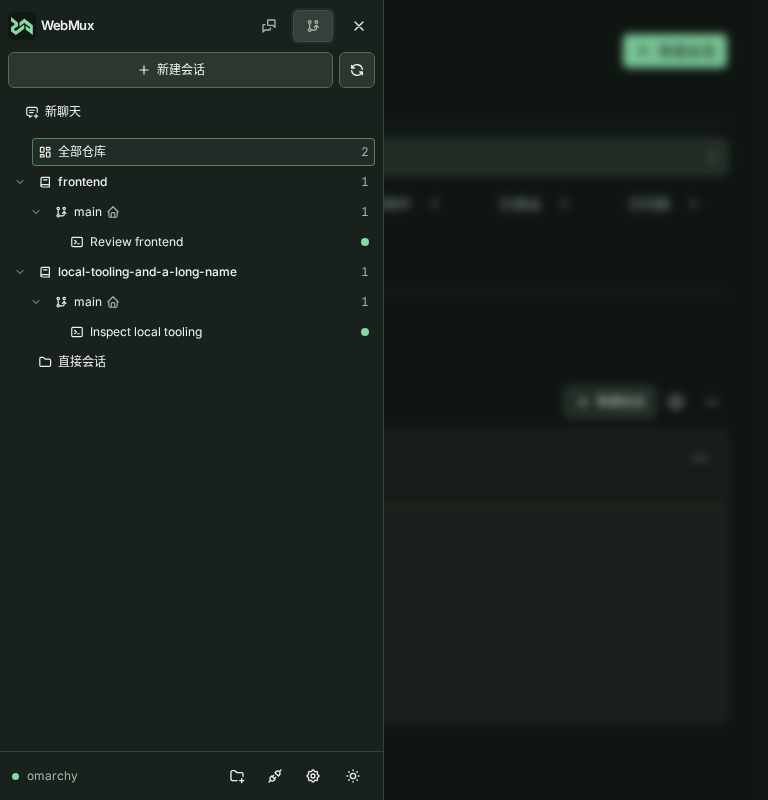 WebMux
新建会话
新聊天
全部仓库 2
frontend 1
main 1
Review frontend
local-tooling-and-a-long-name 1
main 1
Inspect local tooling
直接会话
omarchy